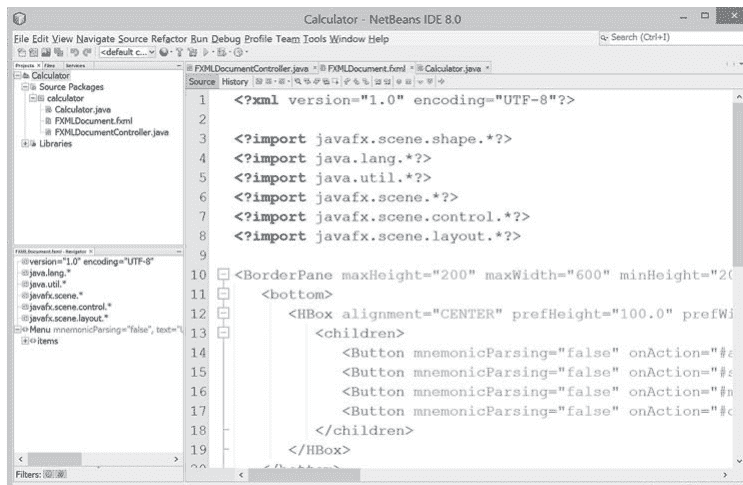 Calculator - NetBeans IDE 8.0
File Edit View Navigate Source Refactor Run Debug Profile Team Tools Window Help
Search (Ctrl+I)
<default c...
Projects × Files Services
Calculator
Source Packages
calculator
Calculator.java
FXMLDocument.fxml
FXMLDocumentController.java
Libraries
FXMLDocument.fxml - Navigator ×
version="1.0" encoding="UTF-8"
java.lang.*
java.util.*
javafx.scene.*
javafx.scene.control.*
javafx.scene.layout.*
Menu mnemonicParsing="false", text="
items
Filters:
FXMLDocumentController.java × FXMLDocument.fxml × Calculator.java ×
Source History
1 <?xml version="1.0" encoding="UTF-8"?>
2
3 <?import javafx.scene.shape.*?>
4 <?import java.lang.*?>
5 <?import java.util.*?>
6 <?import javafx.scene.*?>
7 <?import javafx.scene.control.*?>
8 <?import javafx.scene.layout.*?>
9
10 <BorderPane maxHeight="200" maxWidth="600" minHeight="20
11 <bottom>
12 <HBox alignment="CENTER" prefHeight="100.0" prefWi
13 <children>
14 <Button mnemonicParsing="false" onAction="#a
15 <Button mnemonicParsing="false" onAction="#s
16 <Button mnemonicParsing="false" onAction="#m
17 <Button mnemonicParsing="false" onAction="#c
18 </children>
19 </HBox>